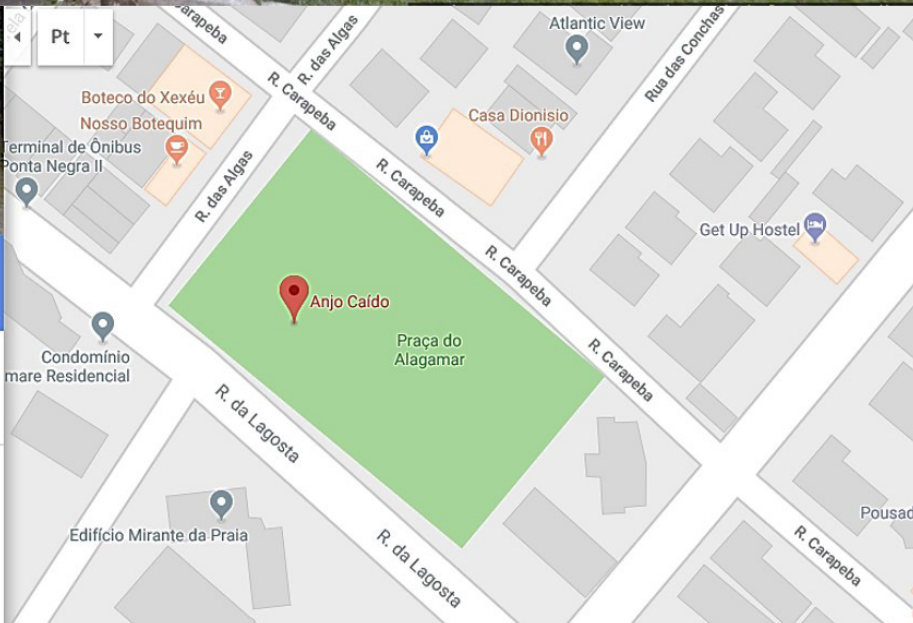 Pt
Carapeba
R. das Algas
Atlantic View
Rua das Conchas
Boteco do Xexéu
Nosso Botequim
R. Carapeba
Casa Dionisio
Terminal de Ônibus
Ponta Negra II
R. das Algas
R. Carapeba
Get Up Hostel
R. Carapeba
Anjo Caído
Praça do
Alagamar
R. Carapeba
Condomínio
mare Residencial
R. da Lagosta
Edifício Mirante da Praia
R. da Lagosta
Pousad
R. Carapeba